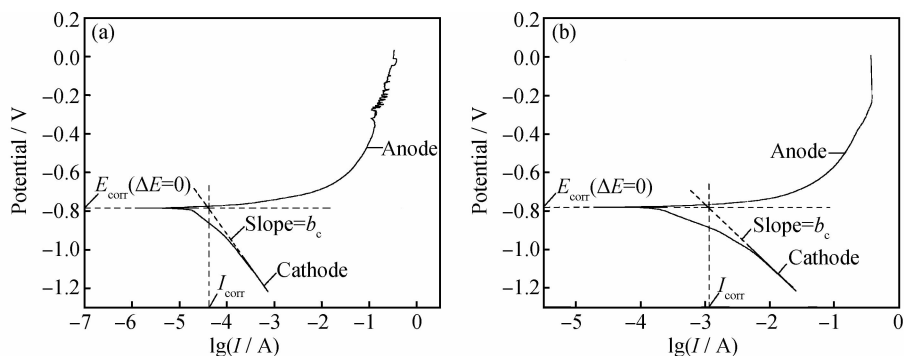 (a)
Potential / V
0.2
0.0
−0.2
−0.4
−0.6
−0.8
−1.0
−1.2
Anode
E_corr(ΔE=0)
Slope=b_c
Cathode
I_corr
−7
−6
−5
−4
−3
−2
−1
0
lg(I / A)
(b)
Potential / V
0.2
0.0
−0.2
−0.4
−0.6
−0.8
−1.0
−1.2
Anode
E_corr(ΔE=0)
Slope=b_c
Cathode
I_corr
−5
−4
−3
−2
−1
0
lg(I / A)